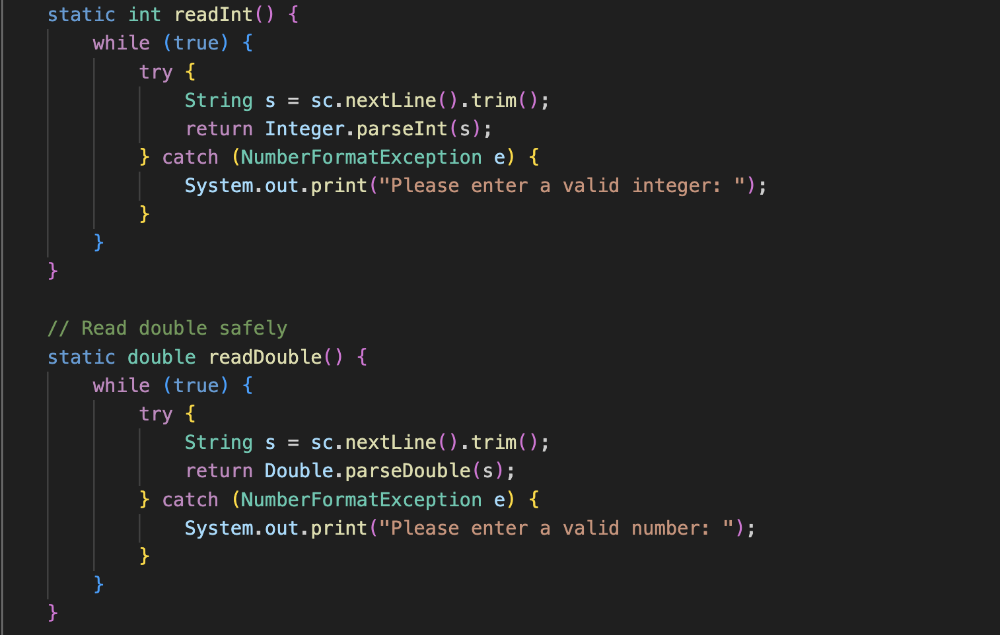 static int readInt() {
    while (true) {
        try {
            String s = sc.nextLine().trim();
            return Integer.parseInt(s);
        } catch (NumberFormatException e) {
            System.out.print("Please enter a valid integer: ");
        }
    }
}

// Read double safely
static double readDouble() {
    while (true) {
        try {
            String s = sc.nextLine().trim();
            return Double.parseDouble(s);
        } catch (NumberFormatException e) {
            System.out.print("Please enter a valid number: ");
        }
    }
}